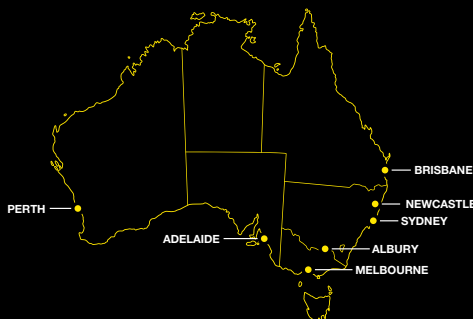 BRISBANE
NEWCASTLE
PERTH
SYDNEY
ADELAIDE
ALBURY
MELBOURNE